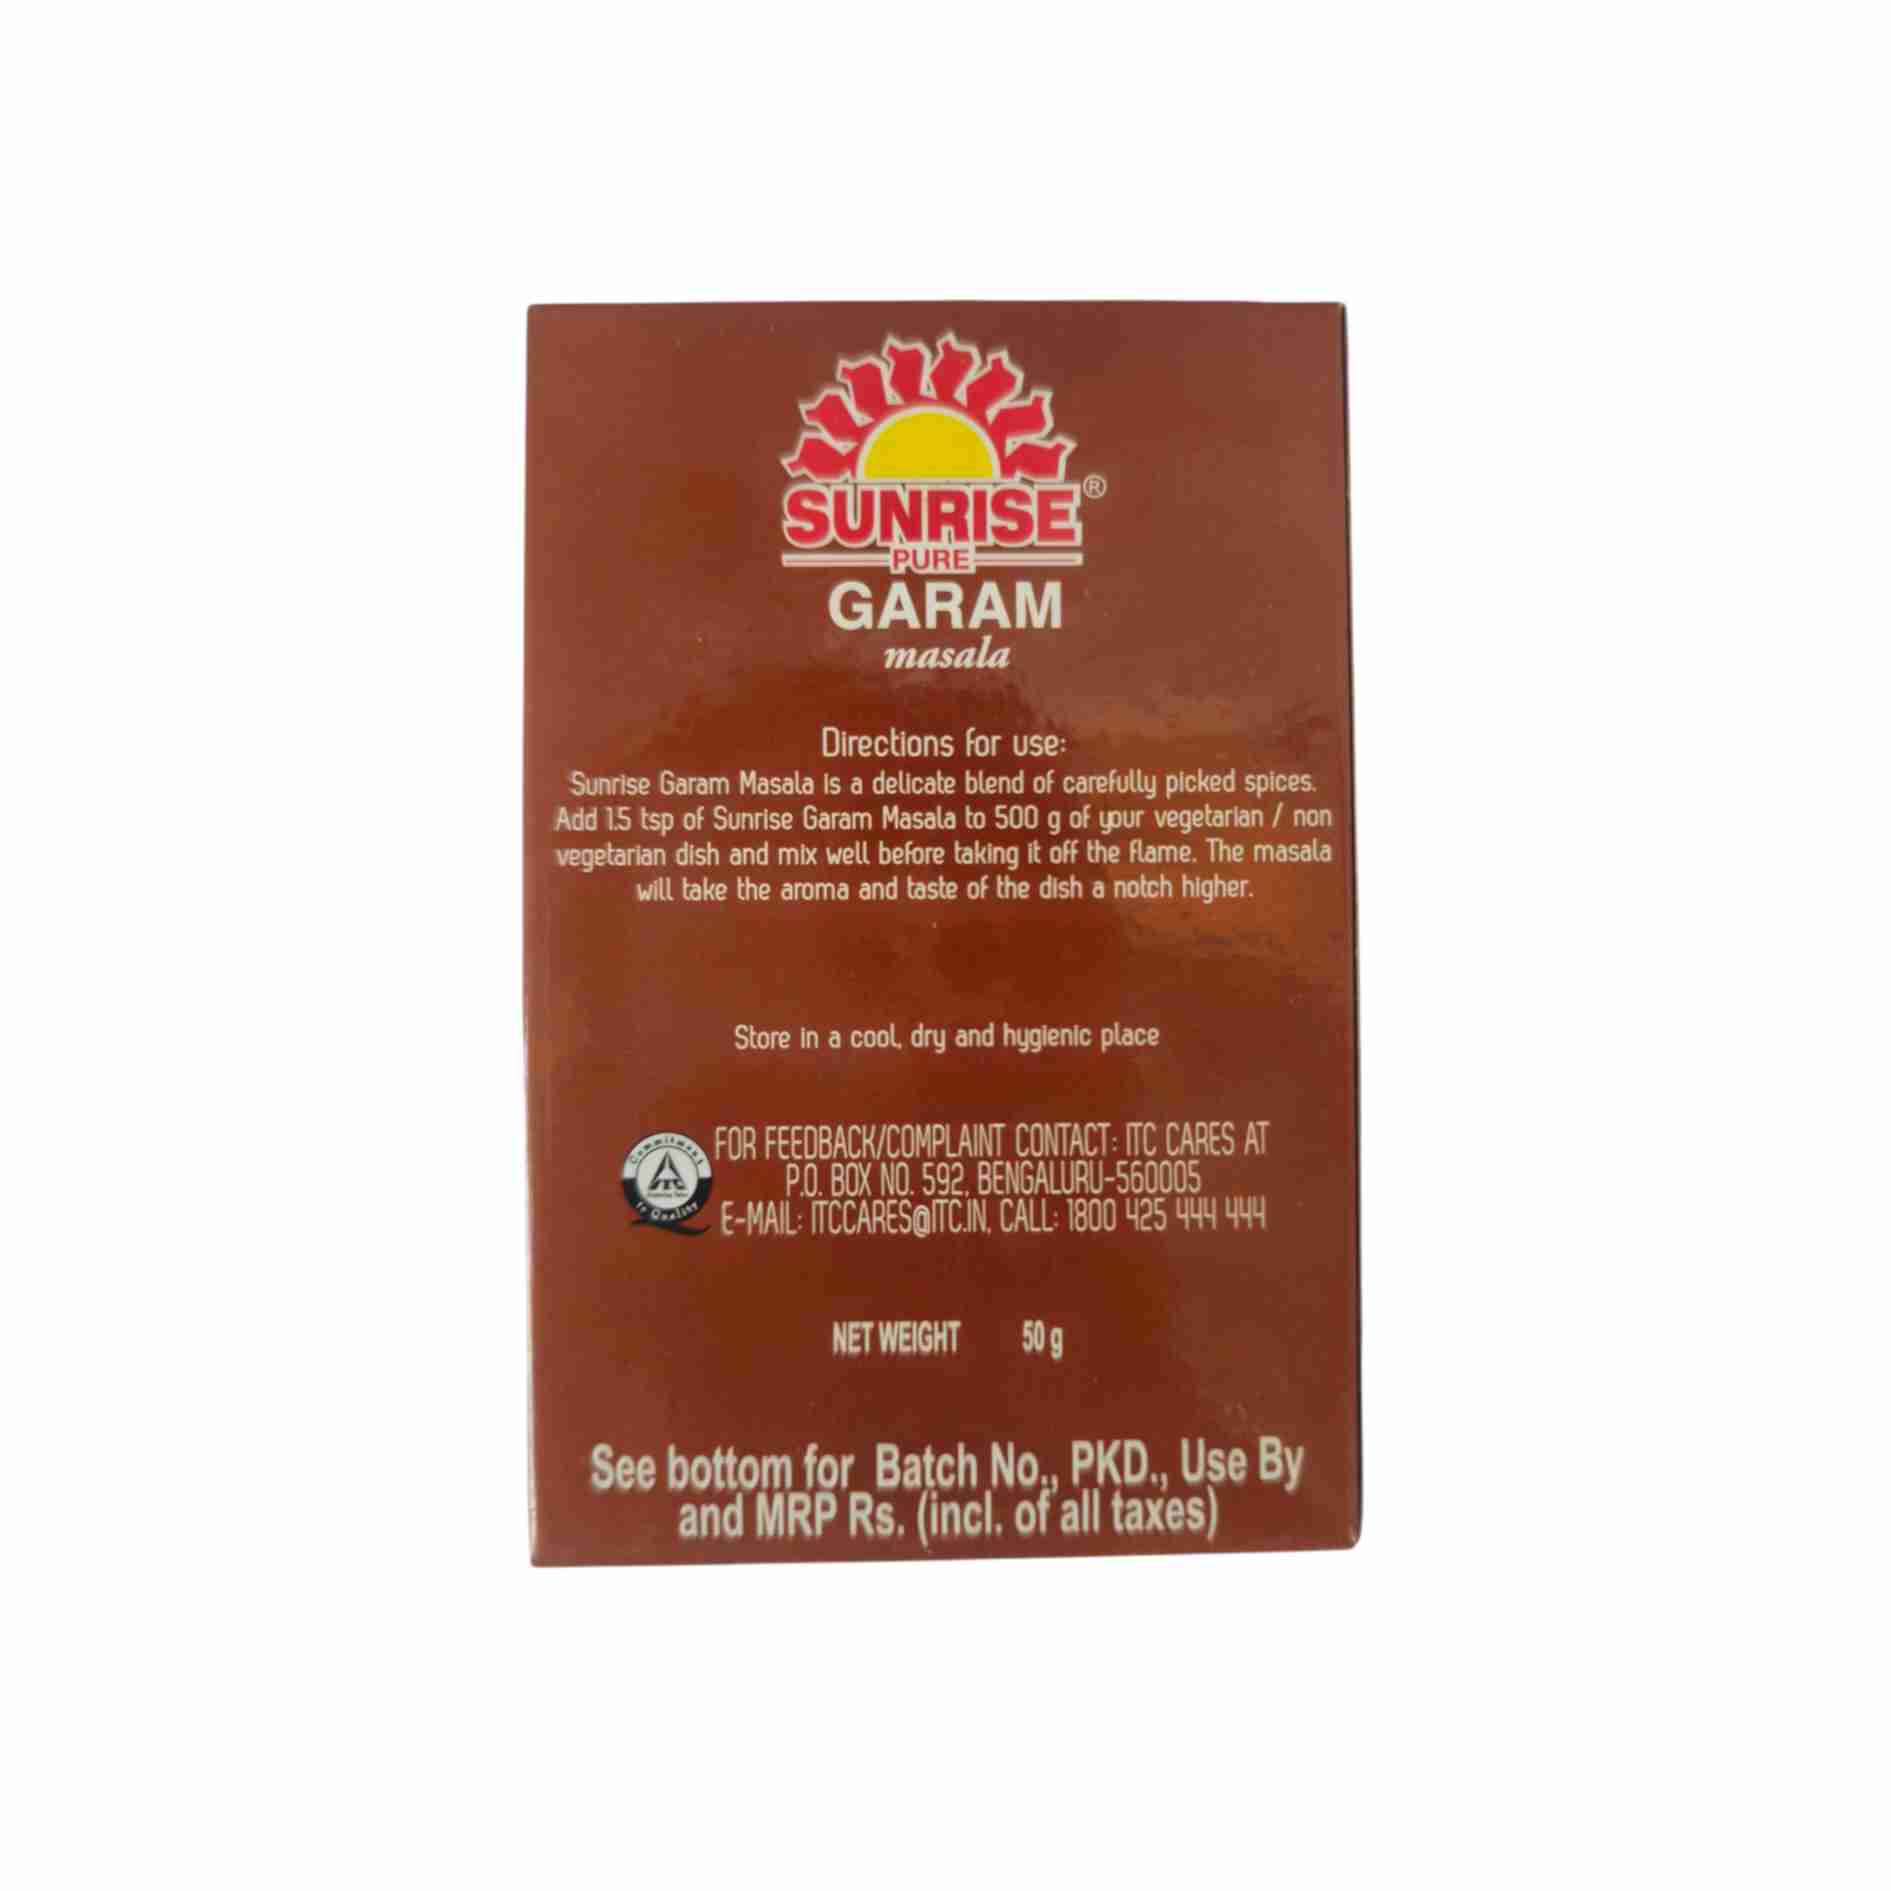 SUNRISE®
PURE
GARAM
masala
Directions for use:
Sunrise Garam Masala is a delicate blend of carefully picked spices.
Add 1.5 tsp of Sunrise Garam Masala to 500 g of your vegetarian / non
vegetarian dish and mix well before taking it off the flame. The masala
will take the aroma and taste of the dish a notch higher.
Store in a cool, dry and hygienic place
Commitment
ITC
to Quality
FOR FEEDBACK/COMPLAINT CONTACT: ITC CARES AT
P.O. BOX NO. 592, BENGALURU-560005
E-MAIL: ITCCARES@ITC.IN, CALL: 1800 425 444 444
NET WEIGHT 50 g
See bottom for Batch No., PKD., Use By
and MRP Rs. (incl. of all taxes)